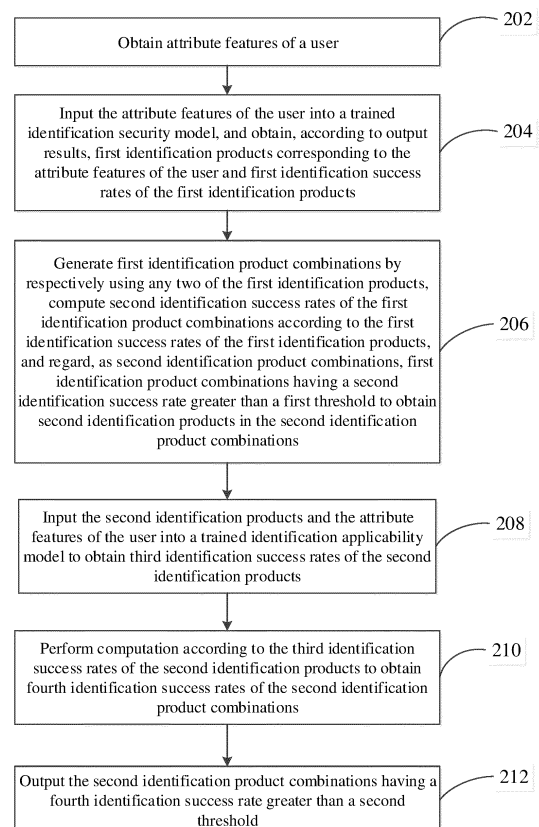 Obtain attribute features of a user
202
Input the attribute features of the user into a trained
identification security model, and obtain, according to output
results, first identification products corresponding to the
attribute features of the user and first identification success
rates of the first identification products
204
Generate first identification product combinations by
respectively using any two of the first identification products,
compute second identification success rates of the first
identification product combinations according to the first
identification success rates of the first identification products,
and regard, as second identification product combinations, first
identification product combinations having a second
identification success rate greater than a first threshold to obtain
second identification products in the second identification
product combinations
206
Input the second identification products and the attribute
features of the user into a trained identification applicability
model to obtain third identification success rates of the second
identification products
208
Perform computation according to the third identification
success rates of the second identification products to obtain
fourth identification success rates of the second identification
product combinations
210
Output the second identification product combinations having a
fourth identification success rate greater than a second
threshold
212